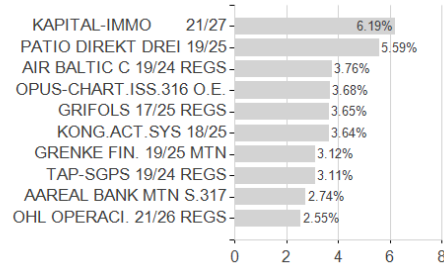 KAPITAL-IMMO 21/27 6.19%
PATIO DIREKT DREI 19/25 5.59%
AIR BALTIC C 19/24 REGS 3.76%
OPUS-CHART.ISS.316 O.E. 3.68%
GRIFOLS 17/25 REGS 3.65%
KONG.ACT.SYS 18/25 3.64%
GRENKE FIN. 19/25 MTN 3.12%
TAP-SGPS 19/24 REGS 3.11%
AAREAL BANK MTN S.317 2.74%
OHL OPERACI. 21/26 REGS 2.55%
0 2 4 6 8